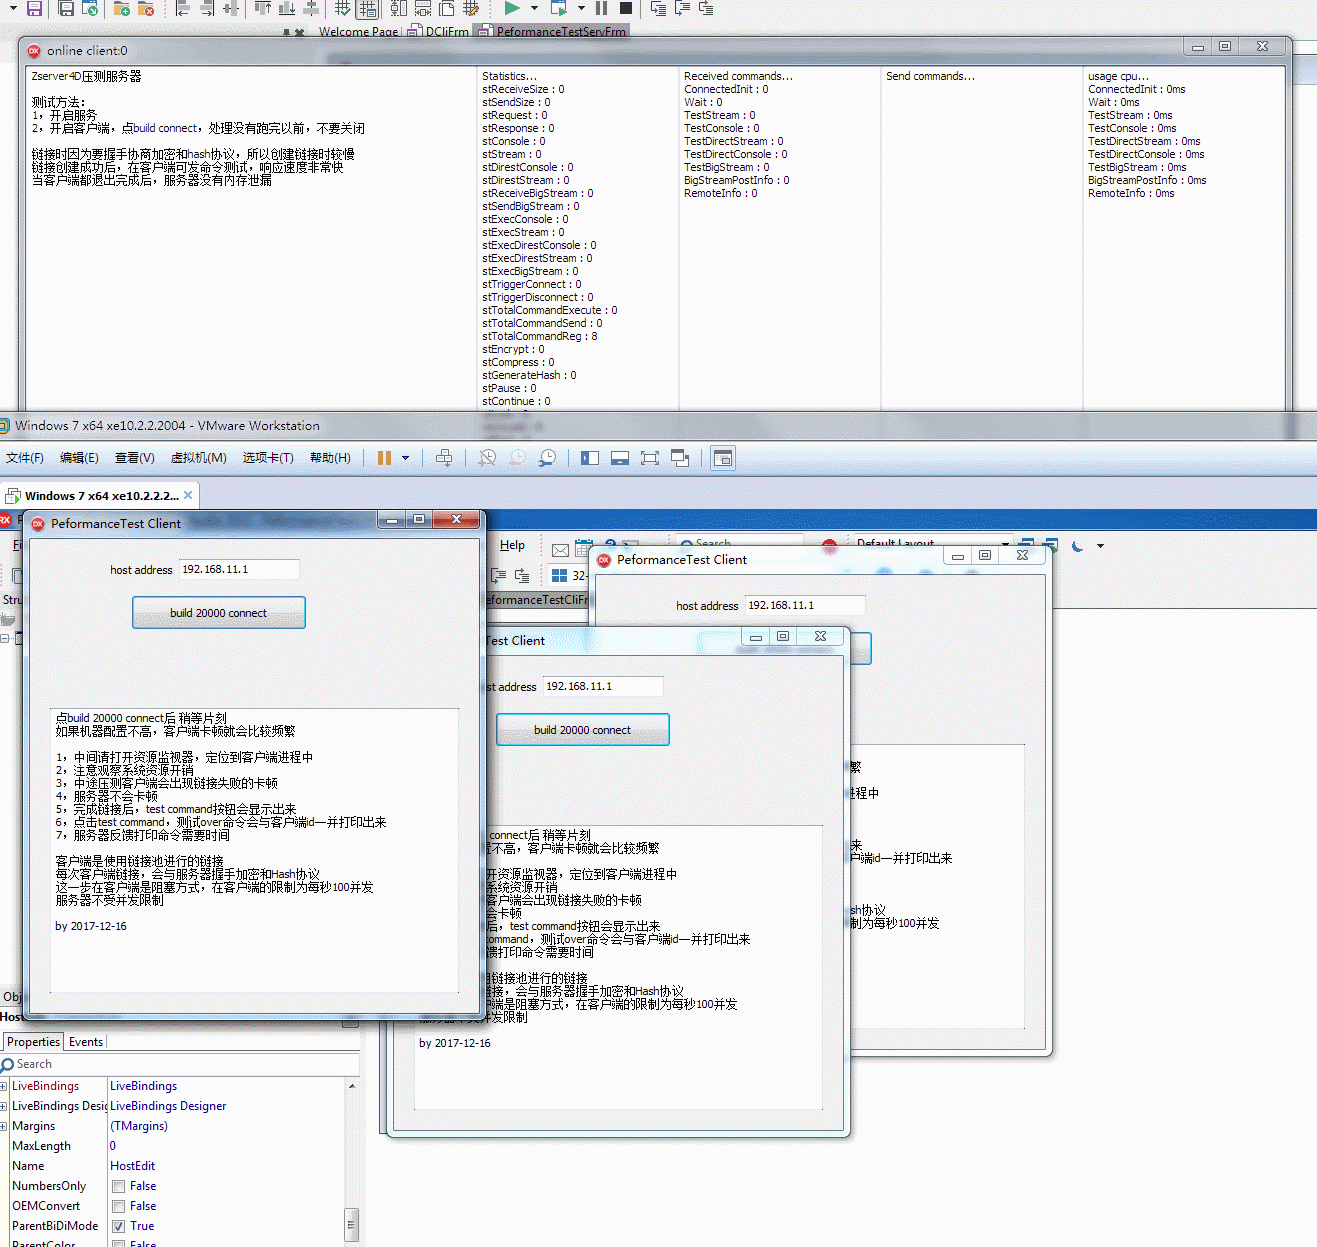 Welcome Page
DCliFrm
PeformanceTestServFrm
online client:0
Zserver4D压测服务器
测试方法：
1，开启服务
2，开启客户端，点build connect，处理没有跑完以前，不要关闭
链接时因为要握手协商加密和hash协议，所以创建链接时较慢
链接创建成功后，在客户端可发命令测试，响应速度非常快
当客户端都退出完成后，服务器没有内存泄漏
Statistics...
stReceiveSize : 0
stSendSize : 0
stRequest : 0
stResponse : 0
stConsole : 0
stStream : 0
stDirestConsole : 0
stDirestStream : 0
stReceiveBigStream : 0
stSendBigStream : 0
stExecConsole : 0
stExecStream : 0
stExecDirestConsole : 0
stExecDirestStream : 0
stExecBigStream : 0
stTriggerConnect : 0
stTriggerDisconnect : 0
stTotalCommandExecute : 0
stTotalCommandSend : 0
stTotalCommandReg : 8
stEncrypt : 0
stCompress : 0
stGenerateHash : 0
stPause : 0
stContinue : 0
Received commands...
ConnectedInit : 0
Wait : 0
TestStream : 0
TestConsole : 0
TestDirectStream : 0
TestDirectConsole : 0
TestBigStream : 0
BigStreamPostInfo : 0
RemoteInfo : 0
Send commands...
usage cpu...
ConnectedInit : 0ms
Wait : 0ms
TestStream : 0ms
TestConsole : 0ms
TestDirectStream : 0ms
TestDirectConsole : 0ms
TestBigStream : 0ms
BigStreamPostInfo : 0ms
RemoteInfo : 0ms
Windows 7 x64 xe10.2.2.2004 - VMware Workstation
文件(F) 编辑(E) 查看(V) 虚拟机(M) 选项卡(T) 帮助(H)
Windows 7 x64 xe10.2.2.2...
PeformanceTest Client
host address 192.168.11.1
build 20000 connect
点build 20000 connect后 稍等片刻
如果机器配置不高，客户端卡顿就会比较频繁
1，中间请打开资源监视器，定位到客户端进程中
2，注意观察系统资源开销
3，中途压测客户端会出现链接失败的卡顿
4，服务器不会卡顿
5，完成链接后，test command按钮会显示出来
6，点击test command，测试over命令会与客户端id一并打印出来
7，服务器反馈打印命令需要时间
客户端是使用链接池进行的链接
每次客户端链接，会与服务器握手加密和Hash协议
这一步在客户端是阻塞方式，在客户端的限制为每秒100并发
服务器不受并发限制
by 2017-12-16
Help
Search
Default Layout
32-
eformanceTestCliFr
Stru
PeformanceTest Client
host address 192.168.11.1
繁
进程中
来
户端id一并打印出来
sh协议
制为每秒100并发
Test Client
st address 192.168.11.1
build 20000 connect
connect后 稍等片刻
置不高，客户端卡顿就会比较频繁
开资源监视器，定位到客户端进程中
系统资源开销
客户端会出现链接失败的卡顿
会卡顿
后，test command按钮会显示出来
command，测试over命令会与客户端id一并打印出来
馈打印命令需要时间
用链接池进行的链接
链接，会与服务器握手加密和Hash协议
户端是阻塞方式，在客户端的限制为每秒100并发
服务器不受并发限制
by 2017-12-16
Obj
Host
Properties Events
Search
LiveBindings LiveBindings
LiveBindings Desig LiveBindings Designer
Margins (TMargins)
MaxLength 0
Name HostEdit
NumbersOnly False
OEMConvert False
ParentBiDiMode True
ParentColor False